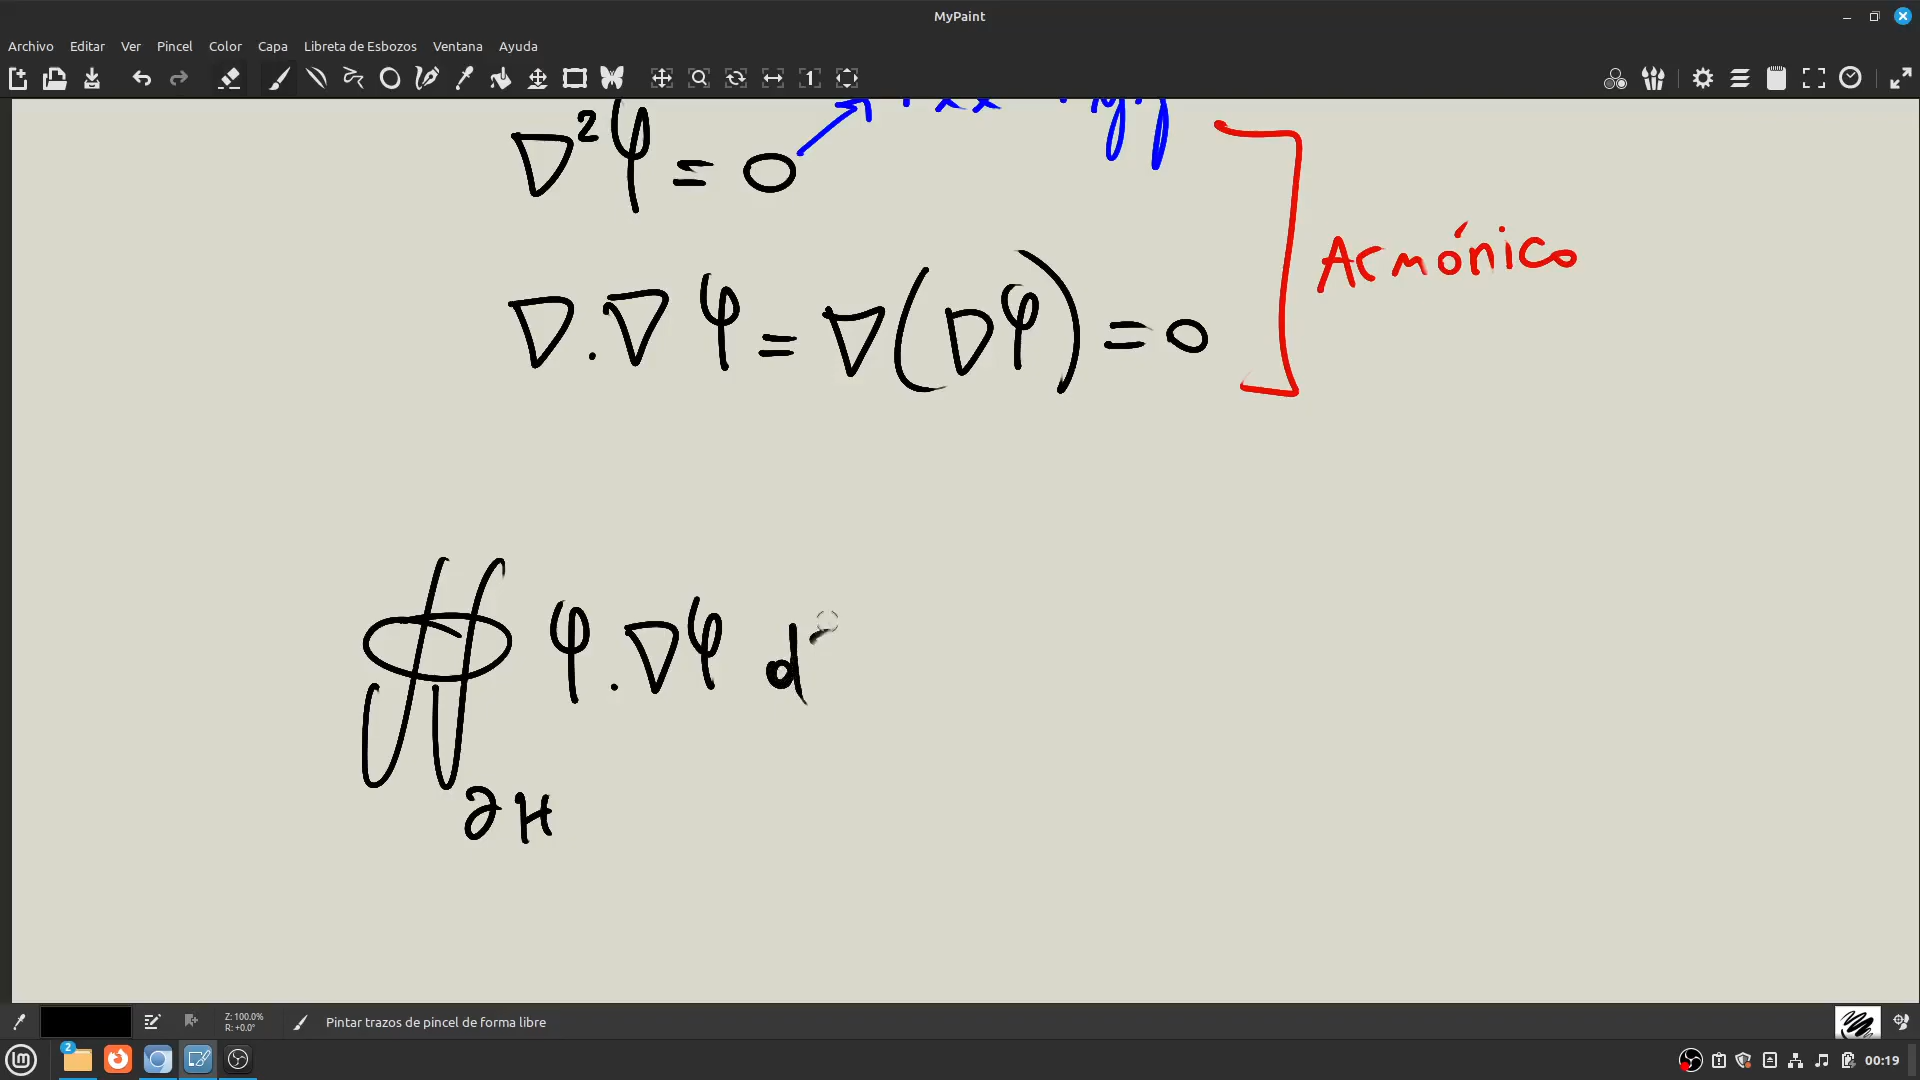 MyPaint
Archivo Editar Ver Pincel Color Capa Libreta de Esbozos Ventana Ayuda
∇²φ = 0
∇.∇φ = ∇(∇φ) = 0
Armónico
∯ φ.∇φ d
∂H
Z: 100.0%
R: +0.0°
Pintar trazos de pincel de forma libre
2
00:19